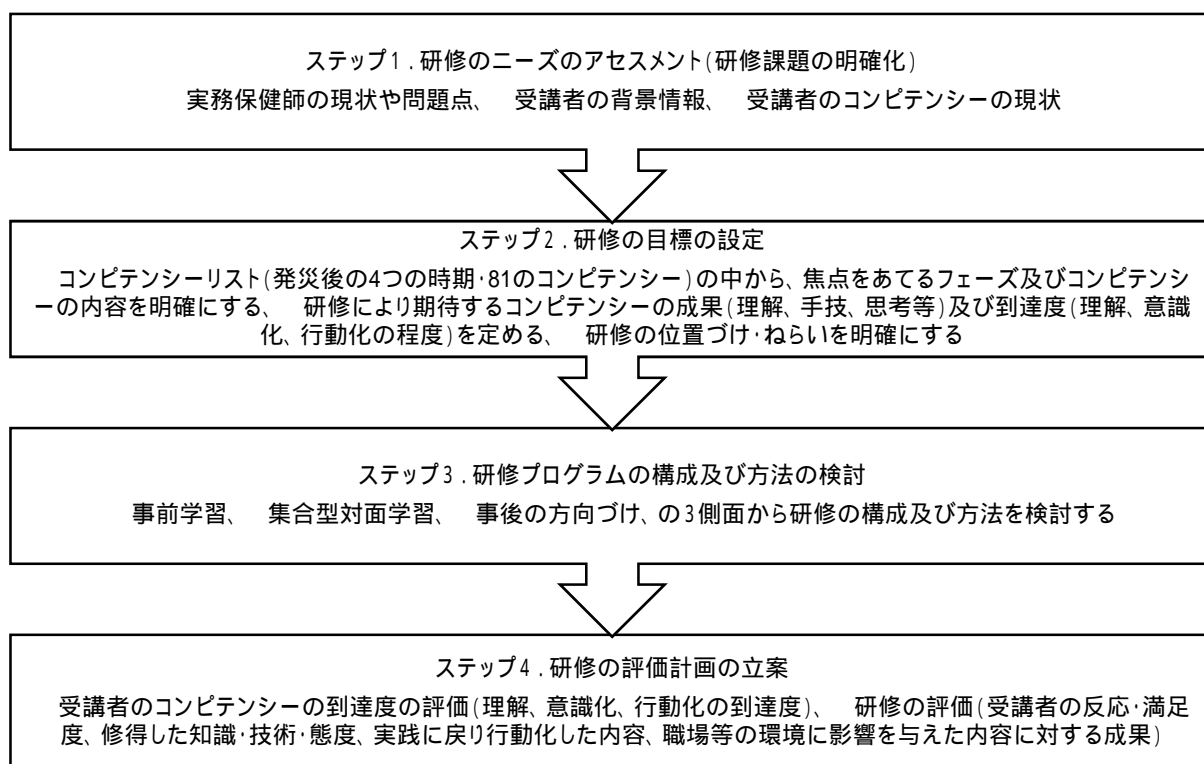 ステップ1.研修のニーズのアセスメント(研修課題の明確化)
実務保健師の現状や問題点、 受講者の背景情報、 受講者のコンピテンシーの現状
ステップ2.研修の目標の設定
コンピテンシーリスト(発災後の4つの時期・81のコンピテンシー)の中から、焦点をあてるフェーズ及びコンピテンシ
ーの内容を明確にする、 研修により期待するコンピテンシーの成果(理解、手技、思考等)及び到達度(理解、意識
化、行動化の程度)を定める、 研修の位置づけ・ねらいを明確にする
ステップ3.研修プログラムの構成及び方法の検討
事前学習、 集合型対面学習、 事後の方向づけ、の3側面から研修の構成及び方法を検討する
ステップ4.研修の評価計画の立案
受講者のコンピテンシーの到達度の評価(理解、意識化、行動化の到達度)、 研修の評価(受講者の反応・満足
度、修得した知識・技術・態度、実践に戻り行動化した内容、職場等の環境に影響を与えた内容に対する成果)